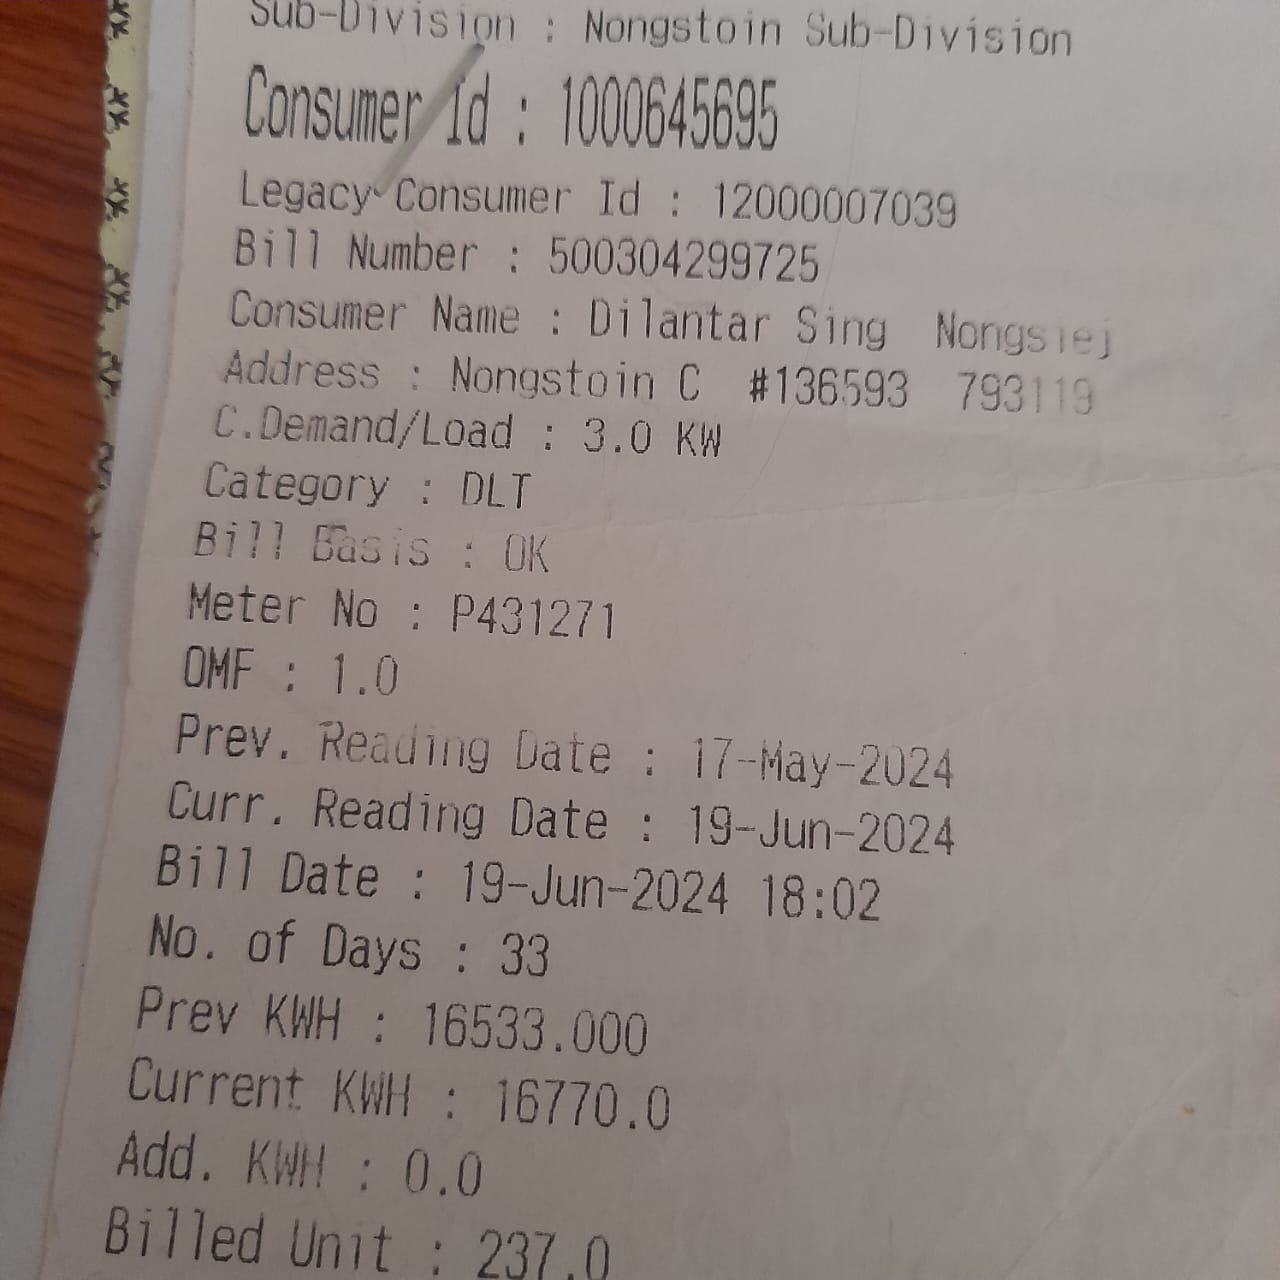 Sub-Division : Nongstoin Sub-Division
Consumer Id : 1000645695
Legacy Consumer Id : 12000007039
Bill Number : 500304299725
Consumer Name : Dilantar Sing Nongsiej
Address : Nongstoin C #136593 793119
C.Demand/Load : 3.0 KW
Category : DLT
Bill Basis : OK
Meter No : P431271
OMF : 1.0
Prev. Reading Date : 17-May-2024
Curr. Reading Date : 19-Jun-2024
Bill Date : 19-Jun-2024 18:02
No. of Days : 33
Prev KWH : 16533.000
Current KWH : 16770.0
Add. KWH : 0.0
Billed Unit : 237.0